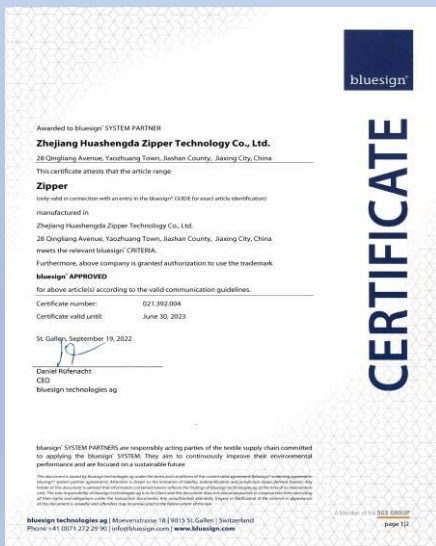 bluesign®
CERTIFICATE
Awarded to bluesign® SYSTEM PARTNER
Zhejiang Huashengda Zipper Technology Co., Ltd.
28 Qingliang Avenue, Yaozhuang Town, Jiashan County, Jiaxing City, China
This certificate attests that the article range
Zipper
(only valid in connection with an entry in the bluesign® GUIDE for exact article identification)
manufactured in
Zhejiang Huashengda Zipper Technology Co., Ltd.
28 Qingliang Avenue, Yaozhuang Town, Jiashan County, Jiaxing City, China
meets the relevant bluesign® CRITERIA.
Furthermore, above company is granted authorization to use the trademark
bluesign® APPROVED
for above article(s) according to the valid communication guidelines.
Certificate number: 021.392.004
Certificate valid until: June 30, 2023
St. Gallen, September 19, 2022
Daniel Rüfenacht
CEO
bluesign technologies ag
bluesign® SYSTEM PARTNERS are responsibly acting parties of the textile supply chain committed
to applying the bluesign® SYSTEM. They aim to continuously improve their environmental
performance and are focused on a sustainable future
A Member of the SGS GROUP
bluesign technologies ag | Moevenstrasse 18 | 9015 St.Gallen | Switzerland
Phone +41 (0)71 272 29 90 | info@bluesign.com | www.bluesign.com
page 1|2